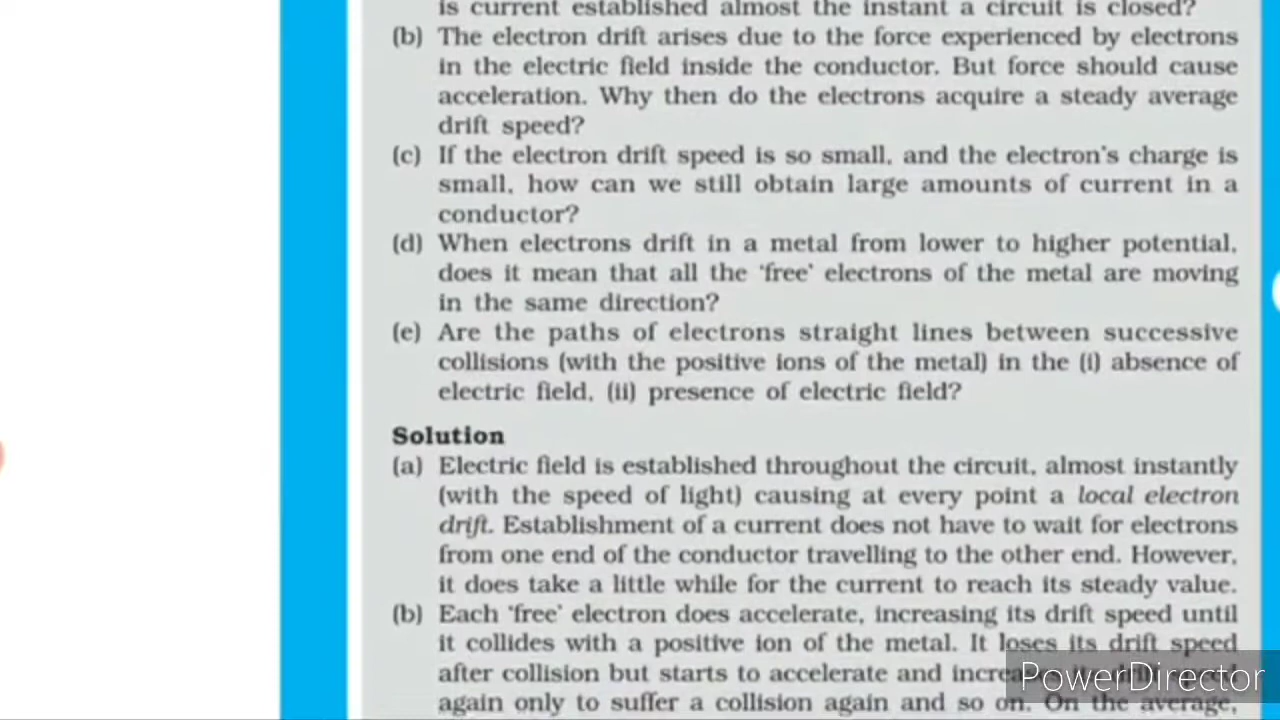 is current established almost the instant a circuit is closed?
(b) The electron drift arises due to the force experienced by electrons
in the electric field inside the conductor. But force should cause
acceleration. Why then do the electrons acquire a steady average
drift speed?
(c) If the electron drift speed is so small, and the electron's charge is
small, how can we still obtain large amounts of current in a
conductor?
(d) When electrons drift in a metal from lower to higher potential,
does it mean that all the 'free' electrons of the metal are moving
in the same direction?
(e) Are the paths of electrons straight lines between successive
collisions (with the positive ions of the metal) in the (i) absence of
electric field, (ii) presence of electric field?
Solution
(a) Electric field is established throughout the circuit, almost instantly
(with the speed of light) causing at every point a local electron
drift. Establishment of a current does not have to wait for electrons
from one end of the conductor travelling to the other end. However,
it does take a little while for the current to reach its steady value.
(b) Each 'free' electron does accelerate, increasing its drift speed until
it collides with a positive ion of the metal. It loses its drift speed
after collision but starts to accelerate and
again only to suffer a collision again and so on. On the average,
PowerDirector